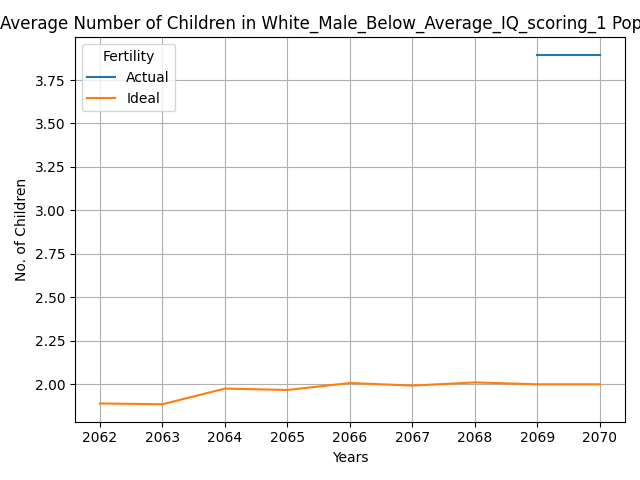 Average Number of Children in White_Male_Below_Average_IQ_scoring_1 Pop
Fertility
Actual
Ideal
3.75
3.50
3.25
3.00
2.75
2.50
2.25
2.00
No. of Children
2062 2063 2064 2065 2066 2067 2068 2069 2070
Years